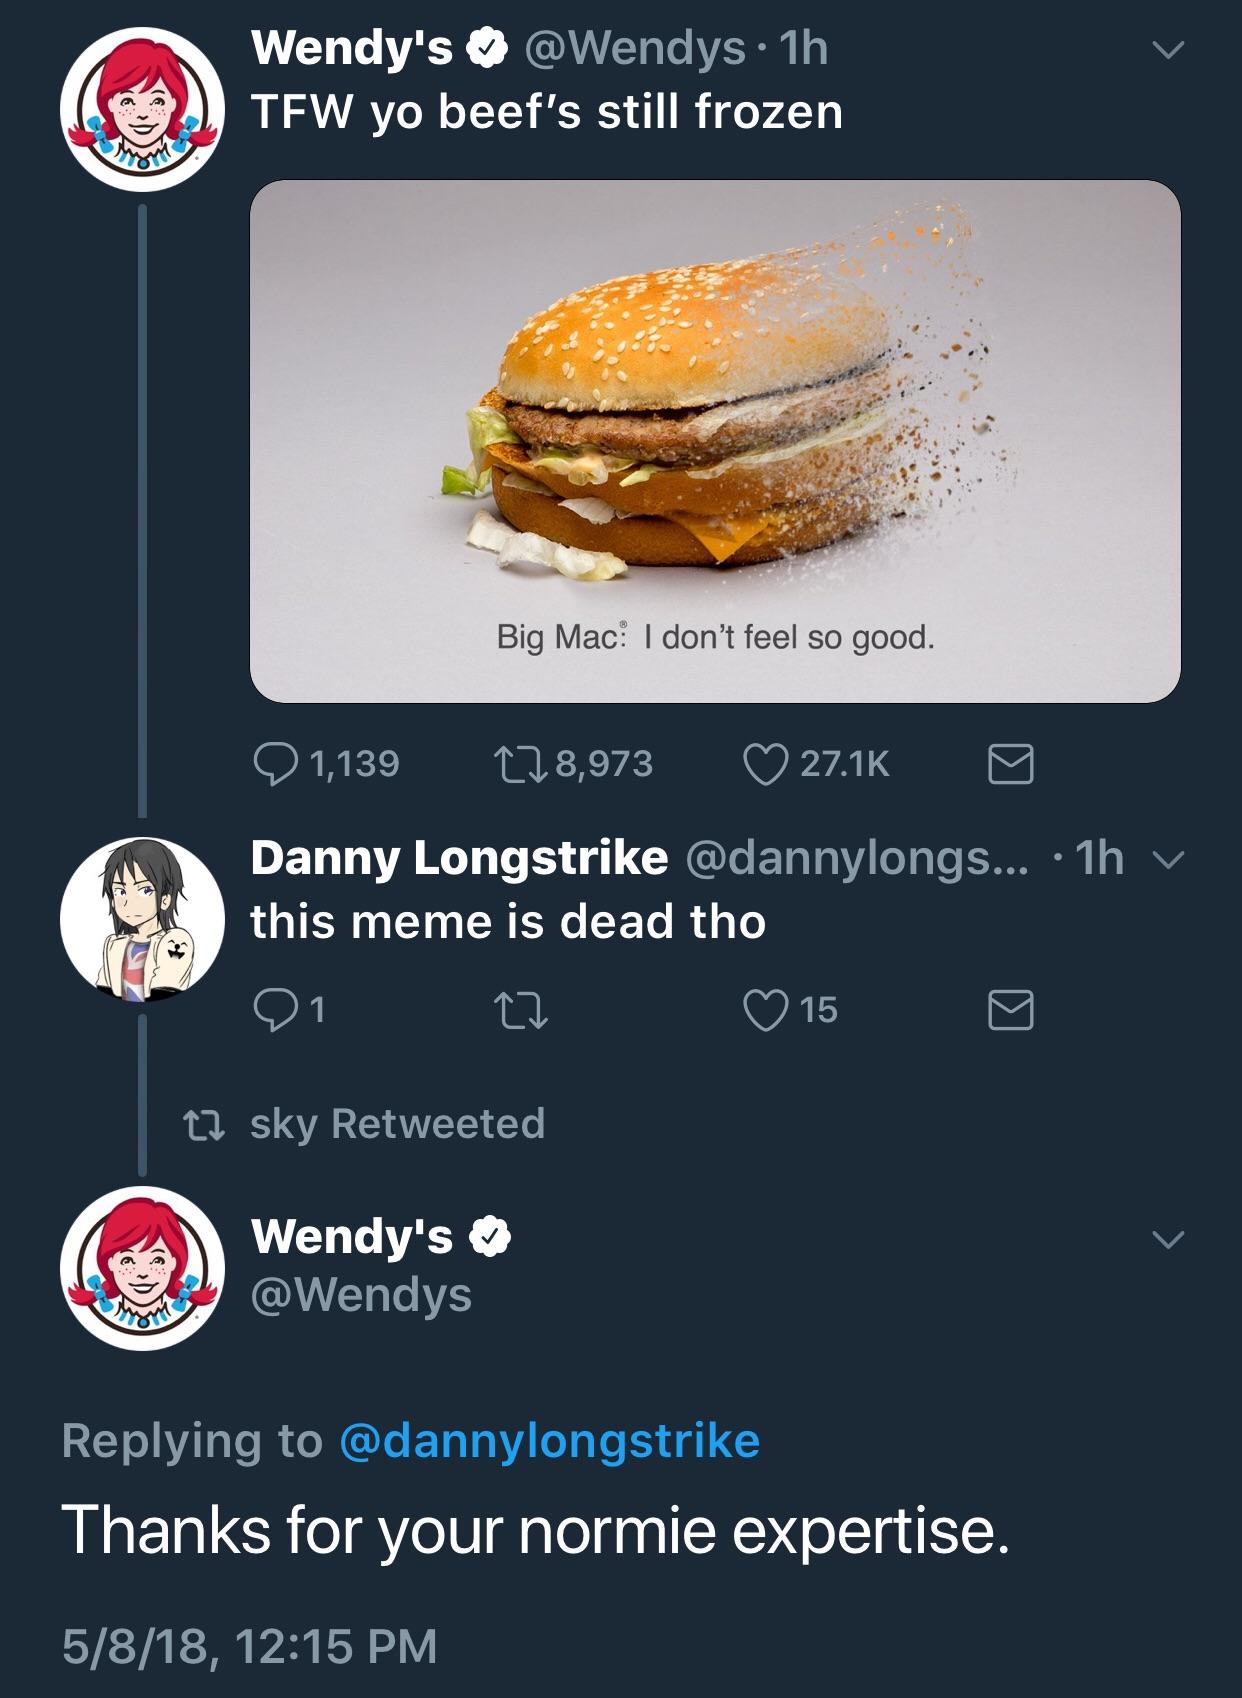 Wendy's @Wendys · 1h
TFW yo beef's still frozen
Big Mac®: I don't feel so good.
1,139 8,973 27.1K
Danny Longstrike @dannylongs... · 1h
this meme is dead tho
1 15
sky Retweeted
Wendy's
@Wendys
Replying to @dannylongstrike
Thanks for your normie expertise.
5/8/18, 12:15 PM